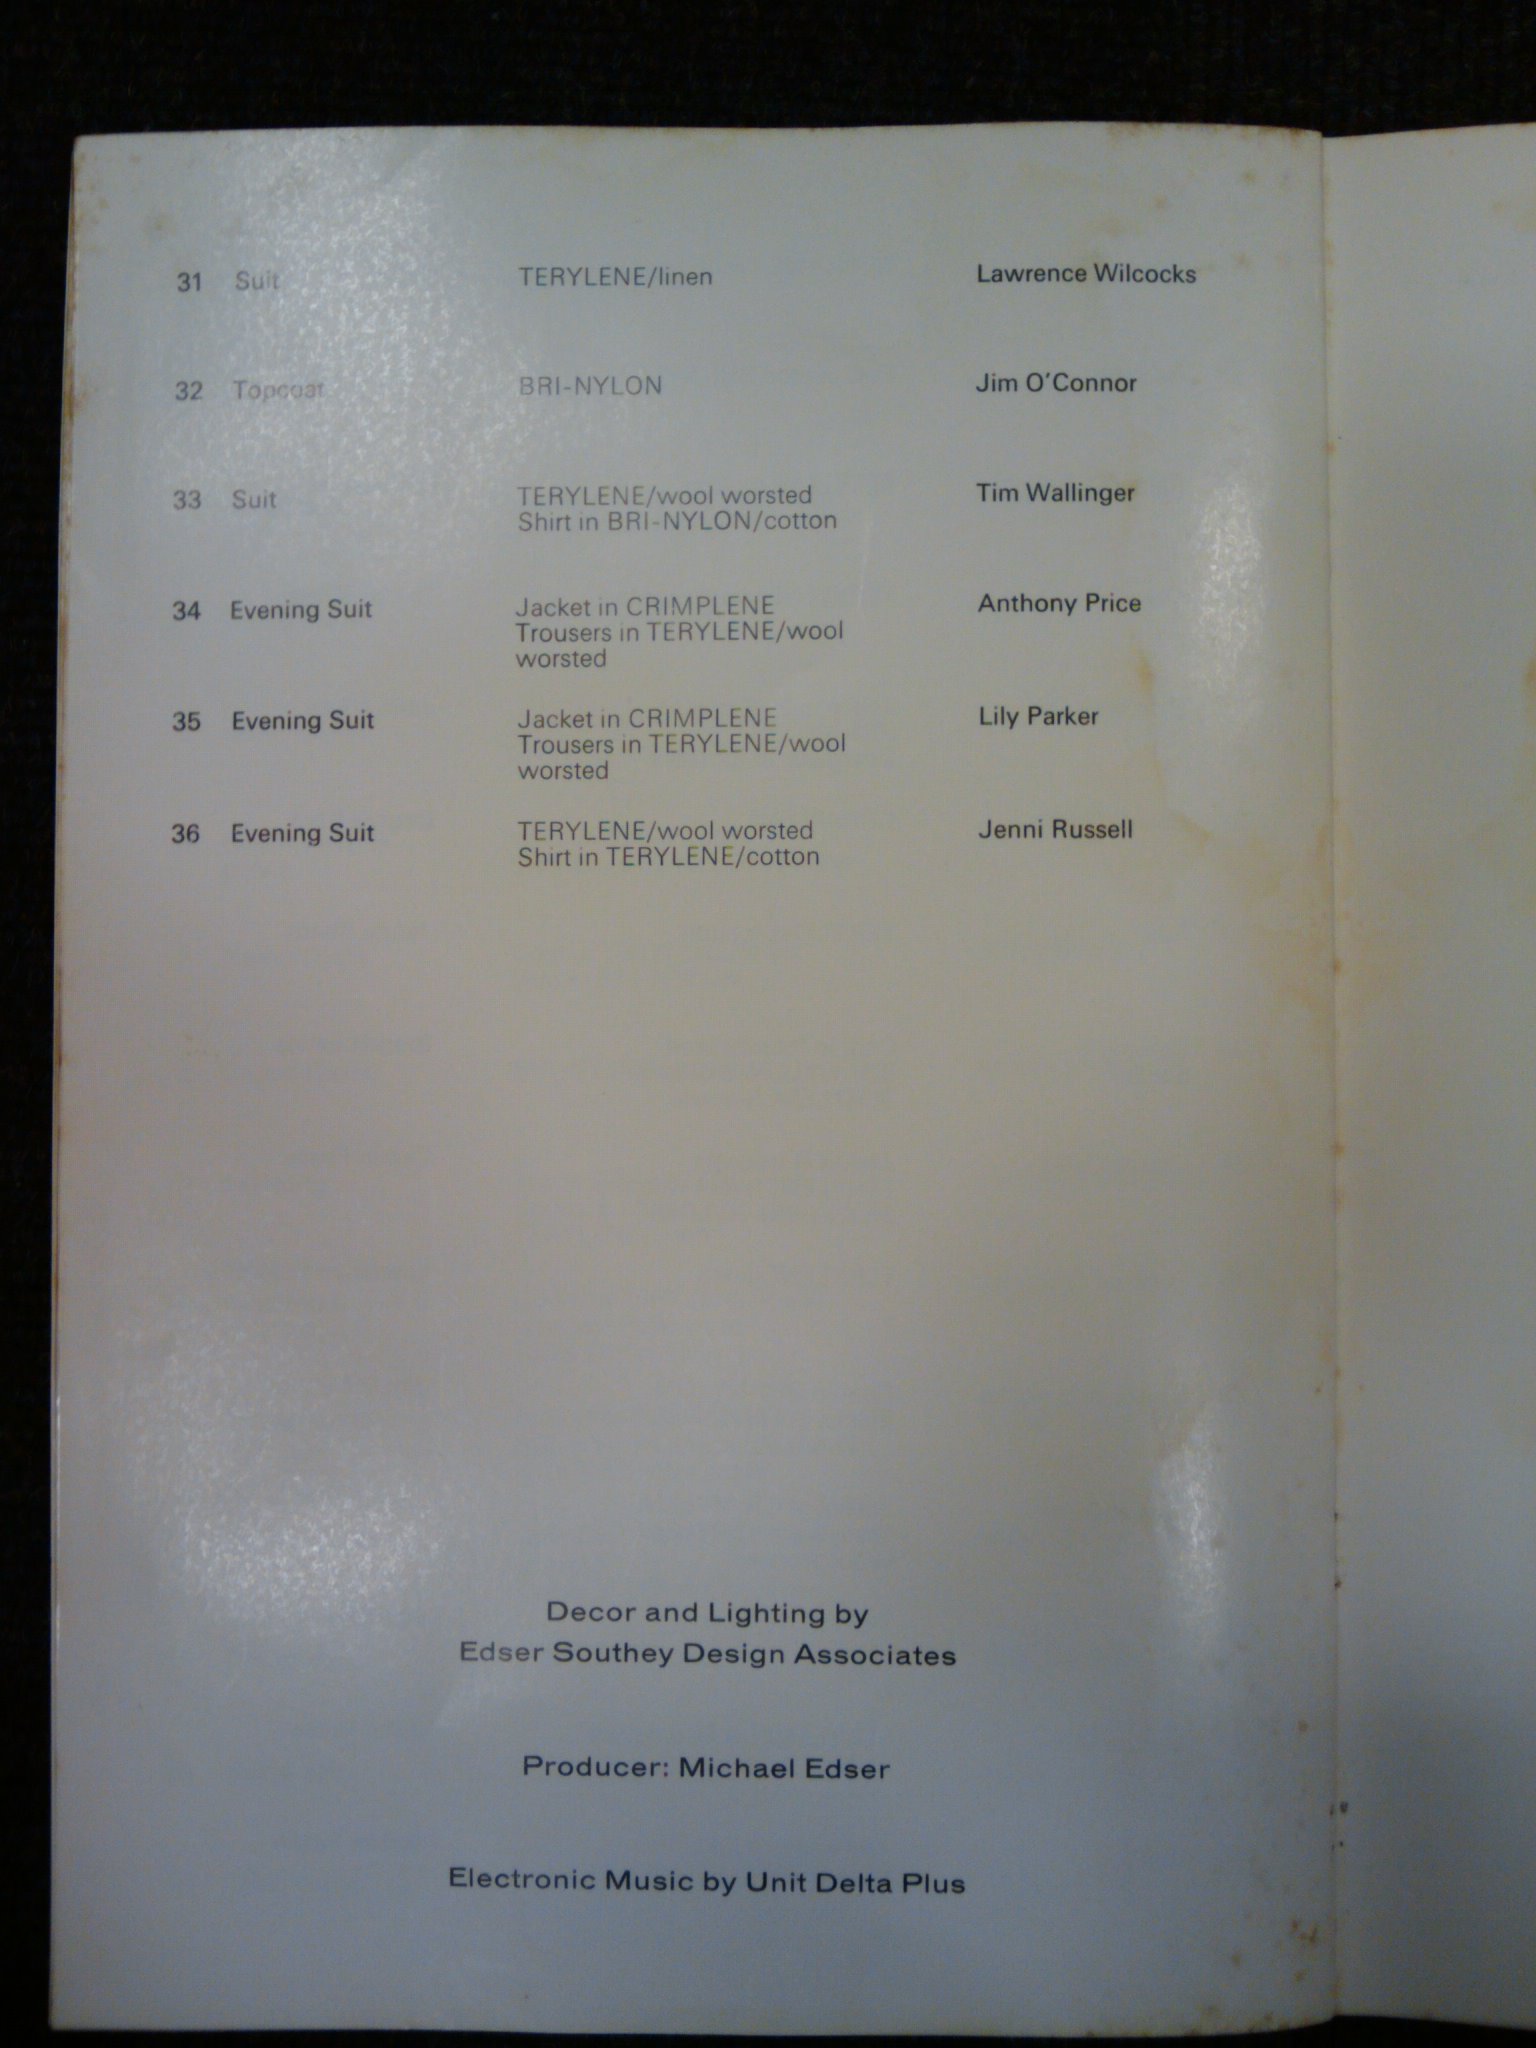 31 Suit TERYLENE/linen Lawrence Wilcocks
32 Topcoat BRI-NYLON Jim O'Connor
33 Suit TERYLENE/wool worsted Tim Wallinger
Shirt in BRI-NYLON/cotton
34 Evening Suit Jacket in CRIMPLENE Anthony Price
Trousers in TERYLENE/wool
worsted
35 Evening Suit Jacket in CRIMPLENE Lily Parker
Trousers in TERYLENE/wool
worsted
36 Evening Suit TERYLENE/wool worsted Jenni Russell
Shirt in TERYLENE/cotton
Decor and Lighting by
Edser Southey Design Associates
Producer: Michael Edser
Electronic Music by Unit Delta Plus